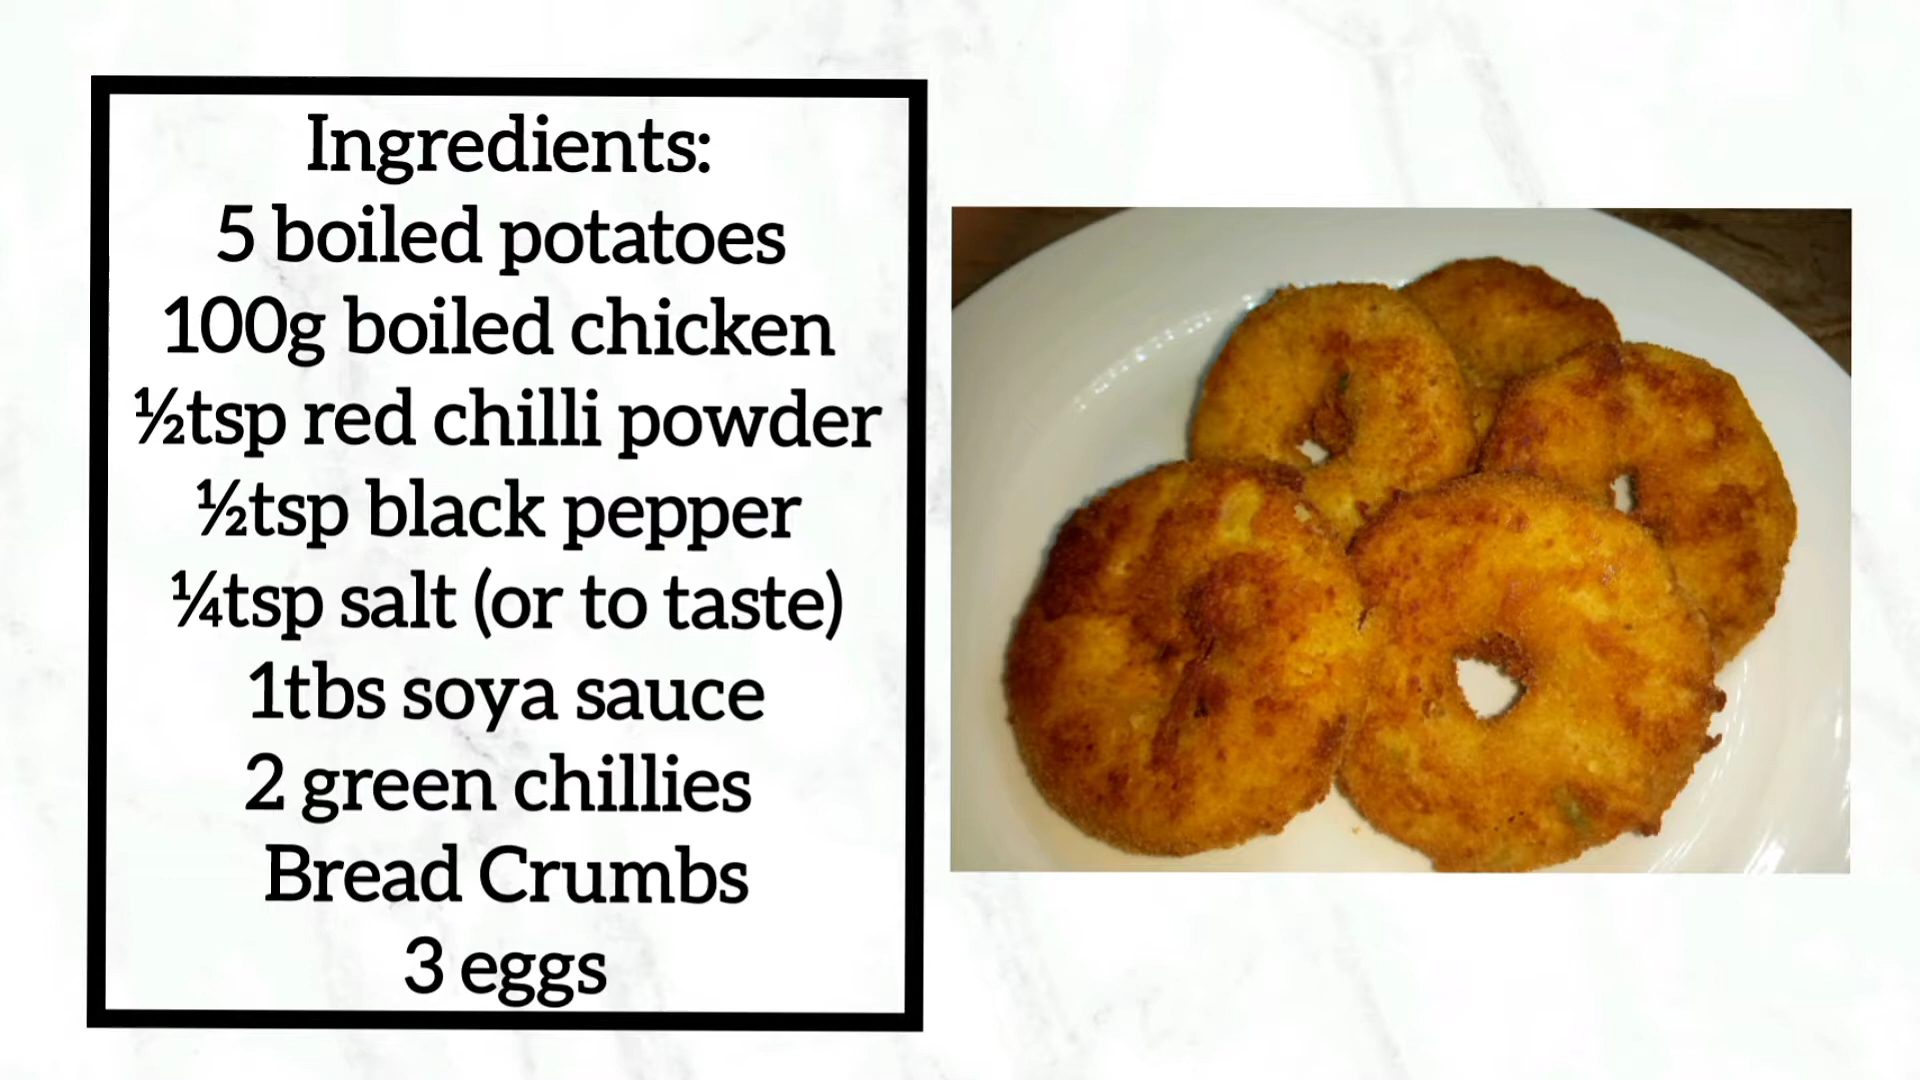 Ingredients:
5 boiled potatoes
100g boiled chicken
½tsp red chilli powder
½tsp black pepper
¼tsp salt (or to taste)
1tbs soya sauce
2 green chillies
Bread Crumbs
3 eggs